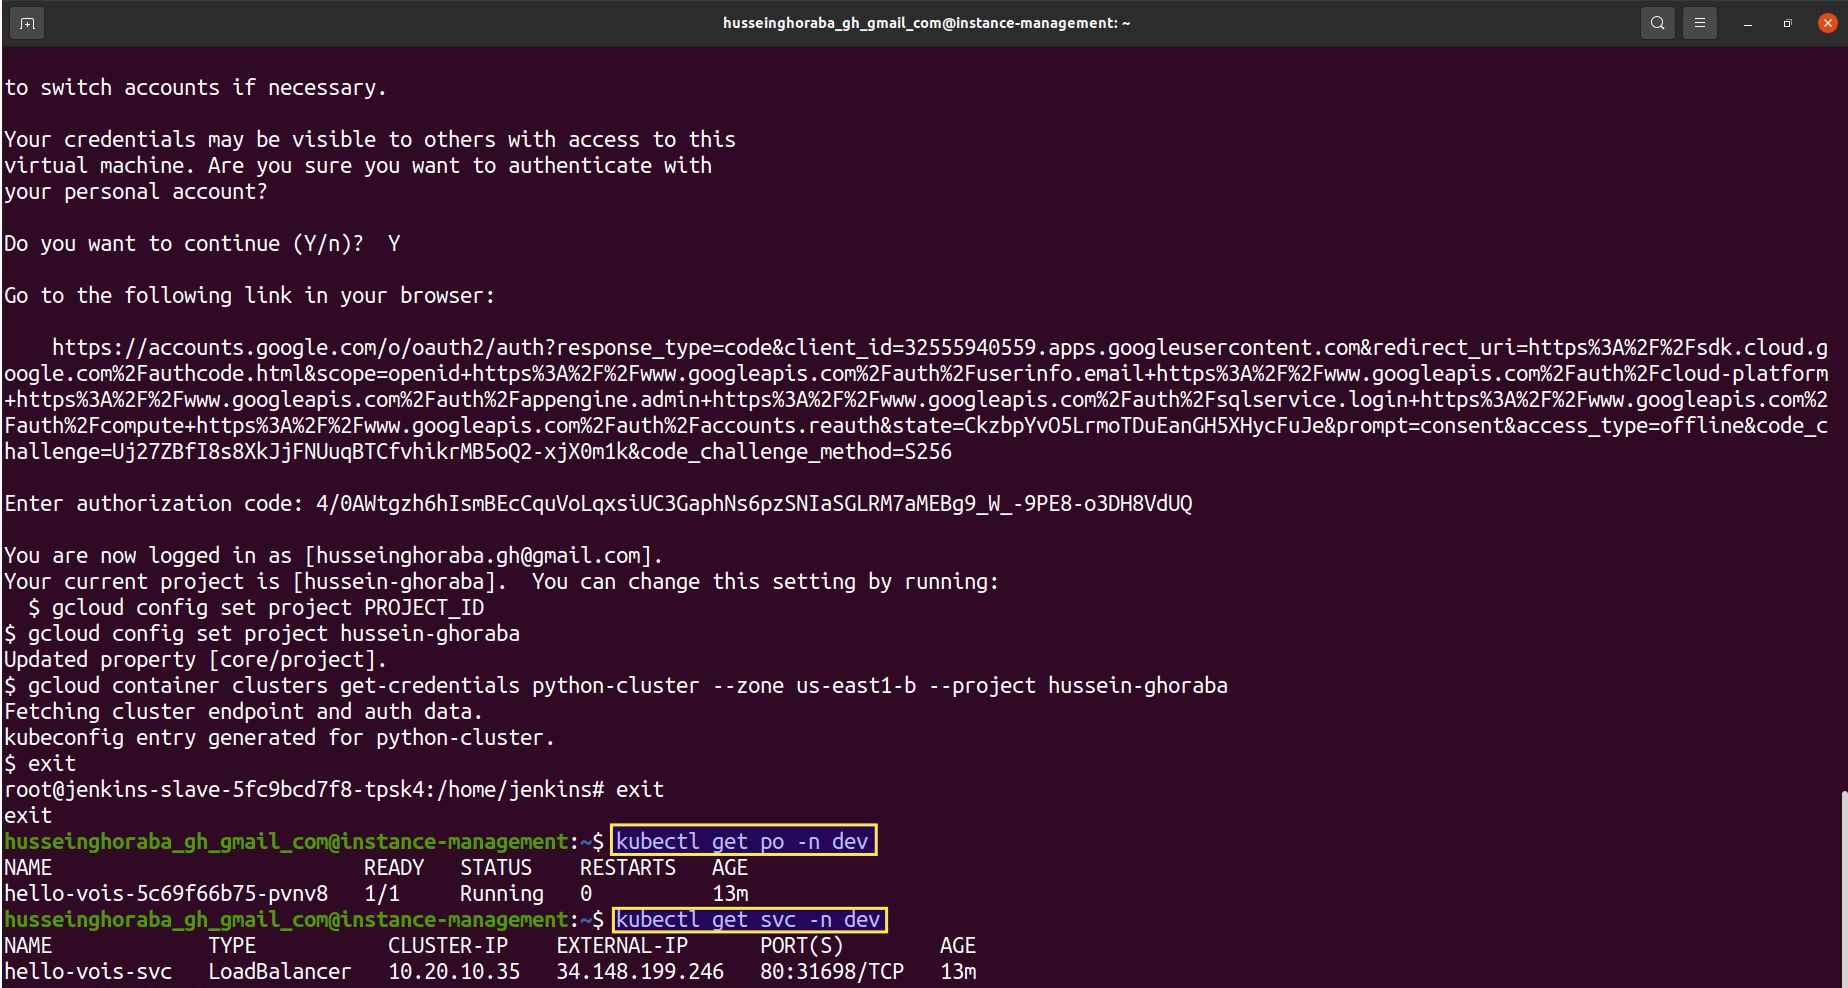 husseinghoraba_gh_gmail_com@instance-management: ~
to switch accounts if necessary.
Your credentials may be visible to others with access to this
virtual machine. Are you sure you want to authenticate with
your personal account?
Do you want to continue (Y/n)?  Y
Go to the following link in your browser:
https://accounts.google.com/o/oauth2/auth?response_type=code&client_id=32555940559.apps.googleusercontent.com&redirect_uri=https%3A%2F%2Fsdk.cloud.g
oogle.com%2Fauthcode.html&scope=openid+https%3A%2F%2Fwww.googleapis.com%2Fauth%2Fuserinfo.email+https%3A%2F%2Fwww.googleapis.com%2Fauth%2Fcloud-platform
+https%3A%2F%2Fwww.googleapis.com%2Fauth%2Fappengine.admin+https%3A%2F%2Fwww.googleapis.com%2Fauth%2Fsqlservice.login+https%3A%2F%2Fwww.googleapis.com%2
Fauth%2Fcompute+https%3A%2F%2Fwww.googleapis.com%2Fauth%2Faccounts.reauth&state=CkzbpYvO5LrmoTDuEanGH5XHycFuJe&prompt=consent&access_type=offline&code_c
hallenge=Uj27ZBfI8s8XkJjFNUuqBTCfvhikrMB5oQ2-xjX0m1k&code_challenge_method=S256
Enter authorization code: 4/0AWtgzh6hIsmBEcCquVoLqxsiUC3GaphNs6pzSNIaSGLRM7aMEBg9_W_-9PE8-o3DH8VdUQ
You are now logged in as [husseinghoraba.gh@gmail.com].
Your current project is [hussein-ghoraba].  You can change this setting by running:
$ gcloud config set project PROJECT_ID
$ gcloud config set project hussein-ghoraba
Updated property [core/project].
$ gcloud container clusters get-credentials python-cluster --zone us-east1-b --project hussein-ghoraba
Fetching cluster endpoint and auth data.
kubeconfig entry generated for python-cluster.
$ exit
root@jenkins-slave-5fc9bcd7f8-tpsk4:/home/jenkins# exit
exit
husseinghoraba_gh_gmail_com@instance-management:~$ kubectl get po -n dev
NAME                          READY   STATUS    RESTARTS   AGE
hello-vois-5c69f66b75-pvnv8   1/1     Running   0          13m
husseinghoraba_gh_gmail_com@instance-management:~$ kubectl get svc -n dev
NAME             TYPE           CLUSTER-IP    EXTERNAL-IP      PORT(S)        AGE
hello-vois-svc   LoadBalancer   10.20.10.35   34.148.199.246   80:31698/TCP   13m